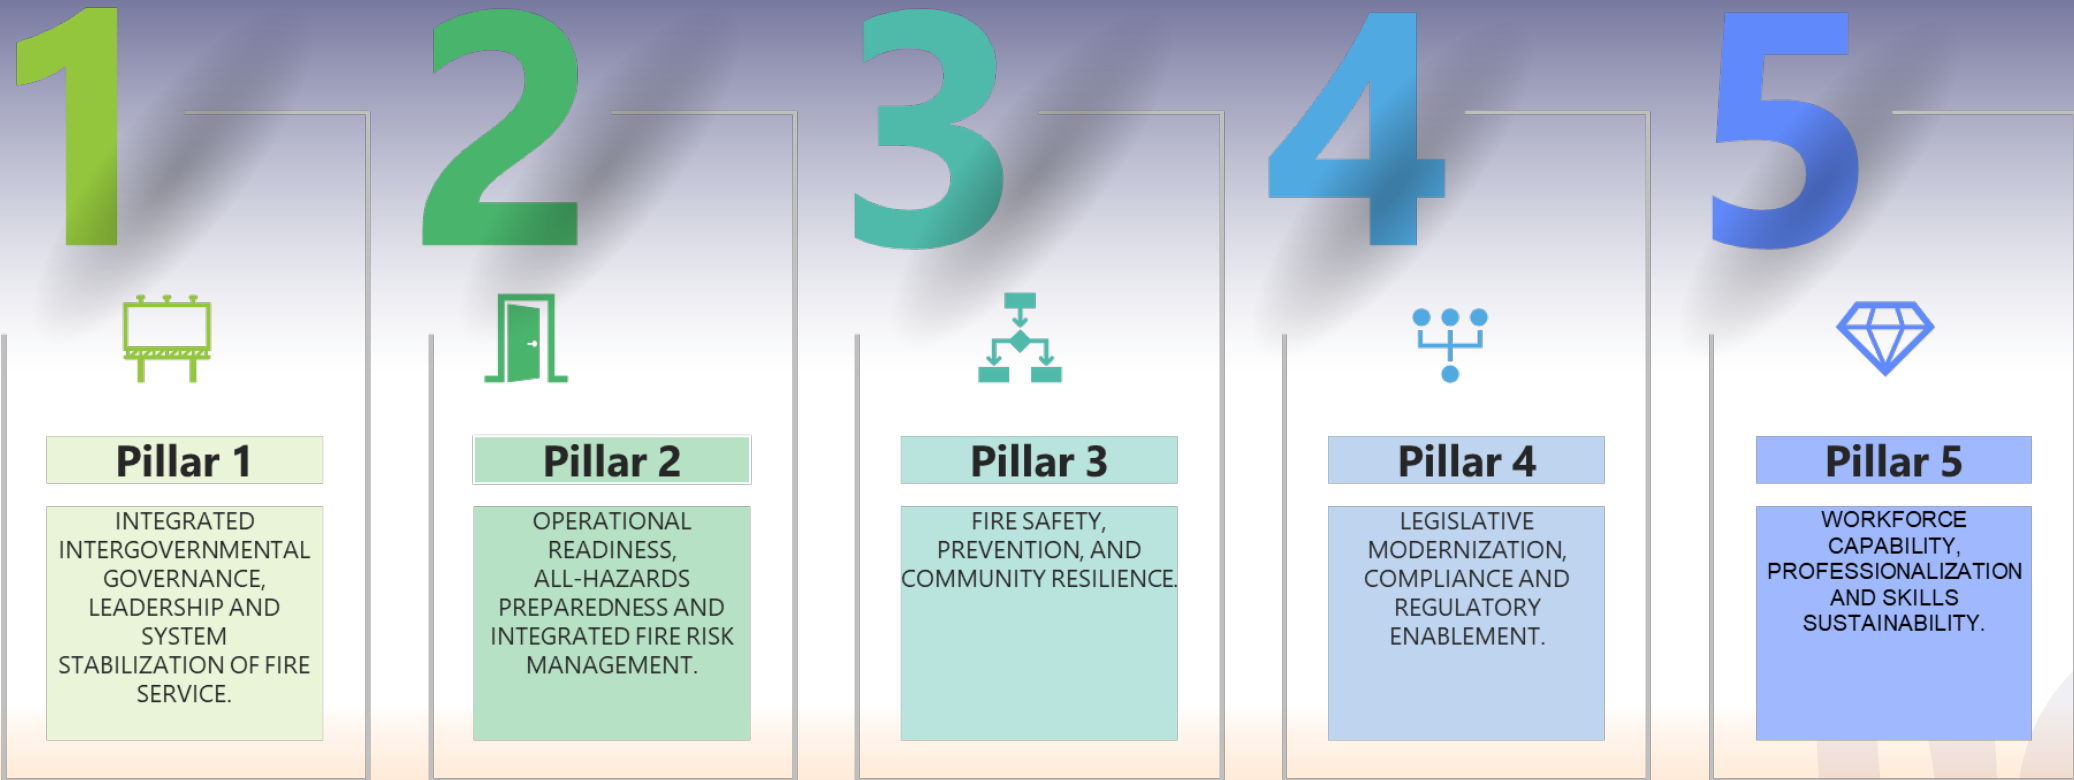 1
Pillar 1
INTEGRATED
INTERGOVERNMENTAL
GOVERNANCE,
LEADERSHIP AND
SYSTEM
STABILIZATION OF FIRE
SERVICE.
2
Pillar 2
OPERATIONAL
READINESS,
ALL-HAZARDS
PREPAREDNESS AND
INTEGRATED FIRE RISK
MANAGEMENT.
3
Pillar 3
FIRE SAFETY,
PREVENTION, AND
COMMUNITY RESILIENCE.
4
Pillar 4
LEGISLATIVE
MODERNIZATION,
COMPLIANCE AND
REGULATORY
ENABLEMENT.
5
Pillar 5
WORKFORCE
CAPABILITY,
PROFESSIONALIZATION
AND SKILLS
SUSTAINABILITY.